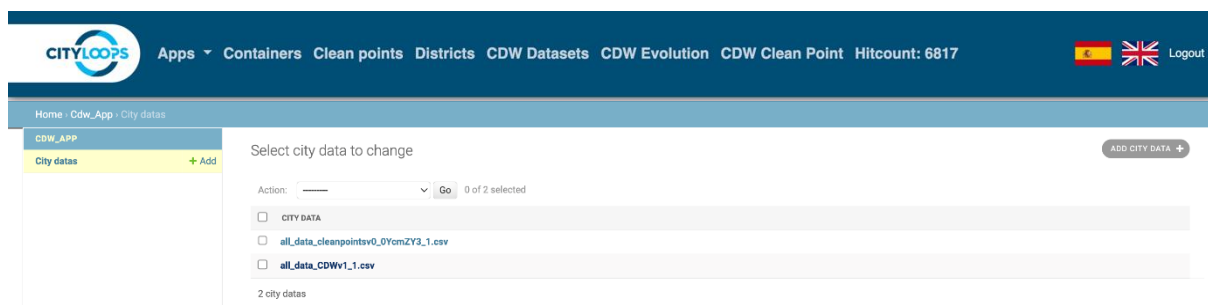 CITYLOOPS
Apps Containers Clean points Districts CDW Datasets CDW Evolution CDW Clean Point Hitcount: 6817
Logout
Home › Cdw_App › City datas
CDW_APP
City datas + Add
Select city data to change
ADD CITY DATA +
Action: --------- Go 0 of 2 selected
CITY DATA
all_data_cleanpointsv0_0YcmZY3_1.csv
all_data_CDWv1_1.csv
2 city datas